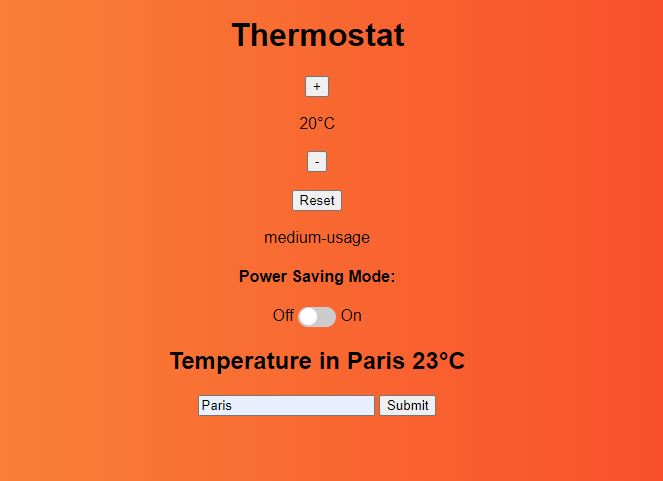 Thermostat
+
20°C
-
Reset
medium-usage
Power Saving Mode:
Off On
Temperature in Paris 23°C
Paris Submit